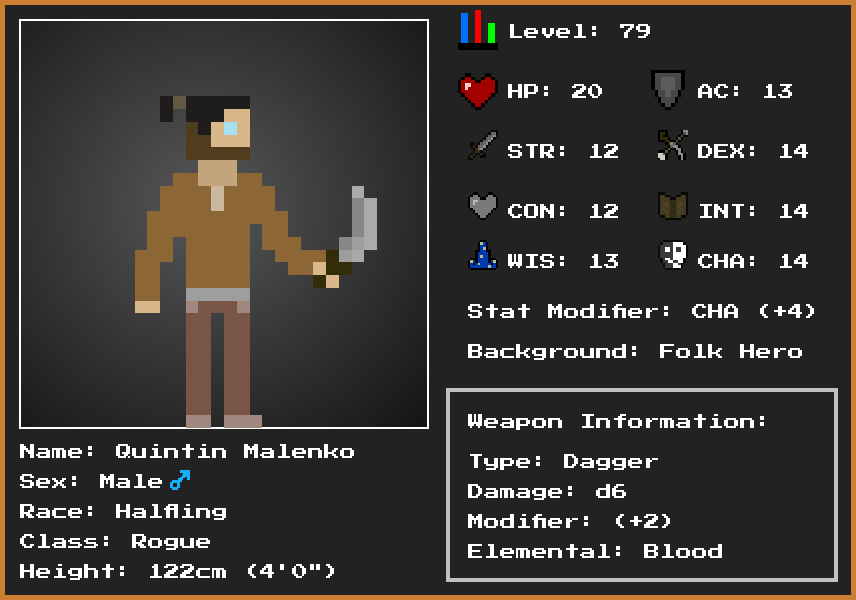 Level: 79
HP: 20 AC: 13
STR: 12 DEX: 14
CON: 12 INT: 14
WIS: 13 CHA: 14
Stat Modifier: CHA (+4)
Background: Folk Hero
Weapon Information:
Type: Dagger
Damage: d6
Modifier: (+2)
Elemental: Blood
Name: Quintin Malenko
Sex: Male ♂
Race: Halfling
Class: Rogue
Height: 122cm (4'0")